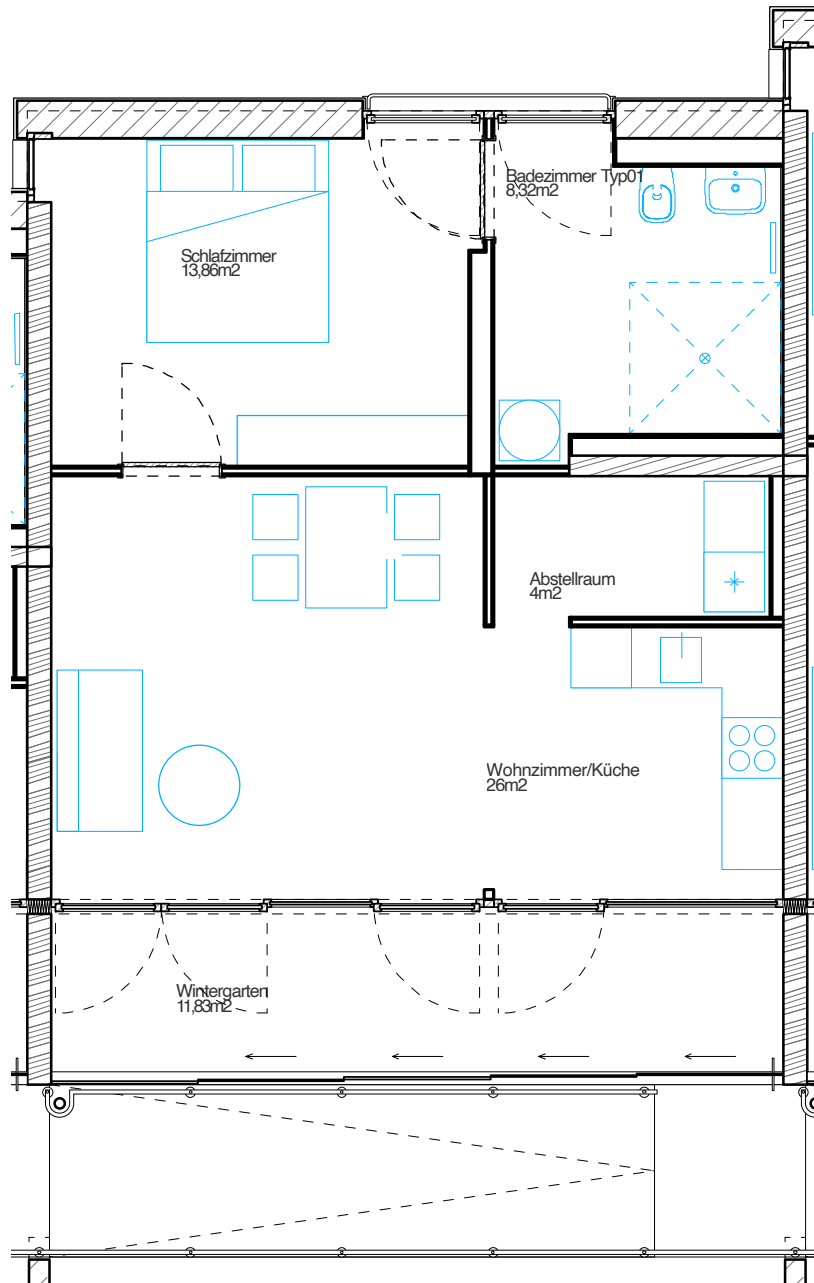 Badezimmer Typ01
8,32m2
Schlafzimmer
13,86m2
Abstellraum
4m2
Wohnzimmer/Küche
26m2
Wintergarten
11,83m2